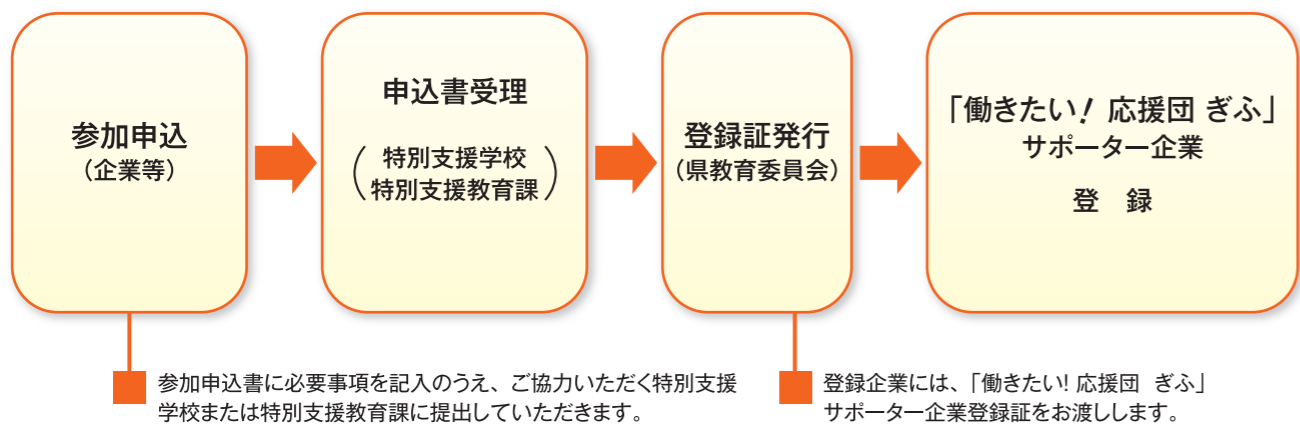 参加申込
(企業等)
申込書受理
(特別支援学校
特別支援教育課)
登録証発行
(県教育委員会)
「働きたい! 応援団 ぎふ」
サポーター企業
登　録
参加申込書に必要事項を記入のうえ、ご協力いただく特別支援
学校または特別支援教育課に提出していただきます。
登録企業には、「働きたい! 応援団　ぎふ」
サポーター企業登録証をお渡しします。